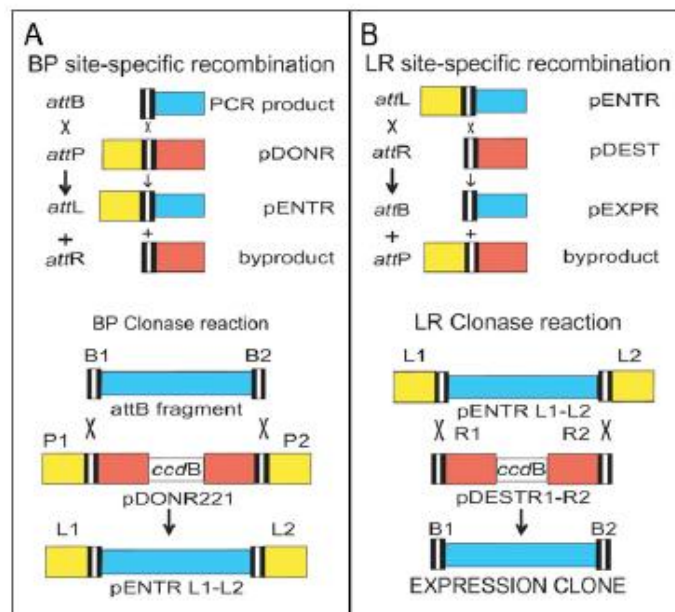 A
BP site-specific recombination
attB PCR product
X x
attP pDONR
attL pENTR
+ +
attR byproduct
BP Clonase reaction
B1 B2
attB fragment
X X
P1 P2
ccdB
pDONR221
L1 L2
pENTR L1-L2
B
LR site-specific recombination
attL pENTR
X x
attR pDEST
attB pEXPR
+ +
attP byproduct
LR Clonase reaction
L1 L2
pENTR L1-L2
X R1 R2 X
ccdB
pDESTR1-R2
B1 B2
EXPRESSION CLONE